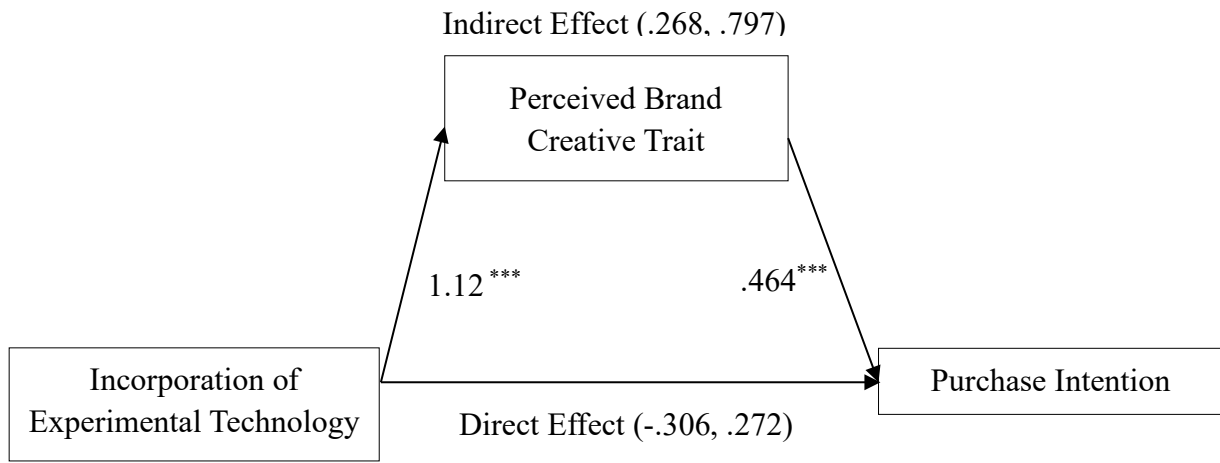 Indirect Effect (.268, .797)
Perceived Brand
Creative Trait
1.12 ***
.464***
Incorporation of
Experimental Technology
Purchase Intention
Direct Effect (-.306, .272)